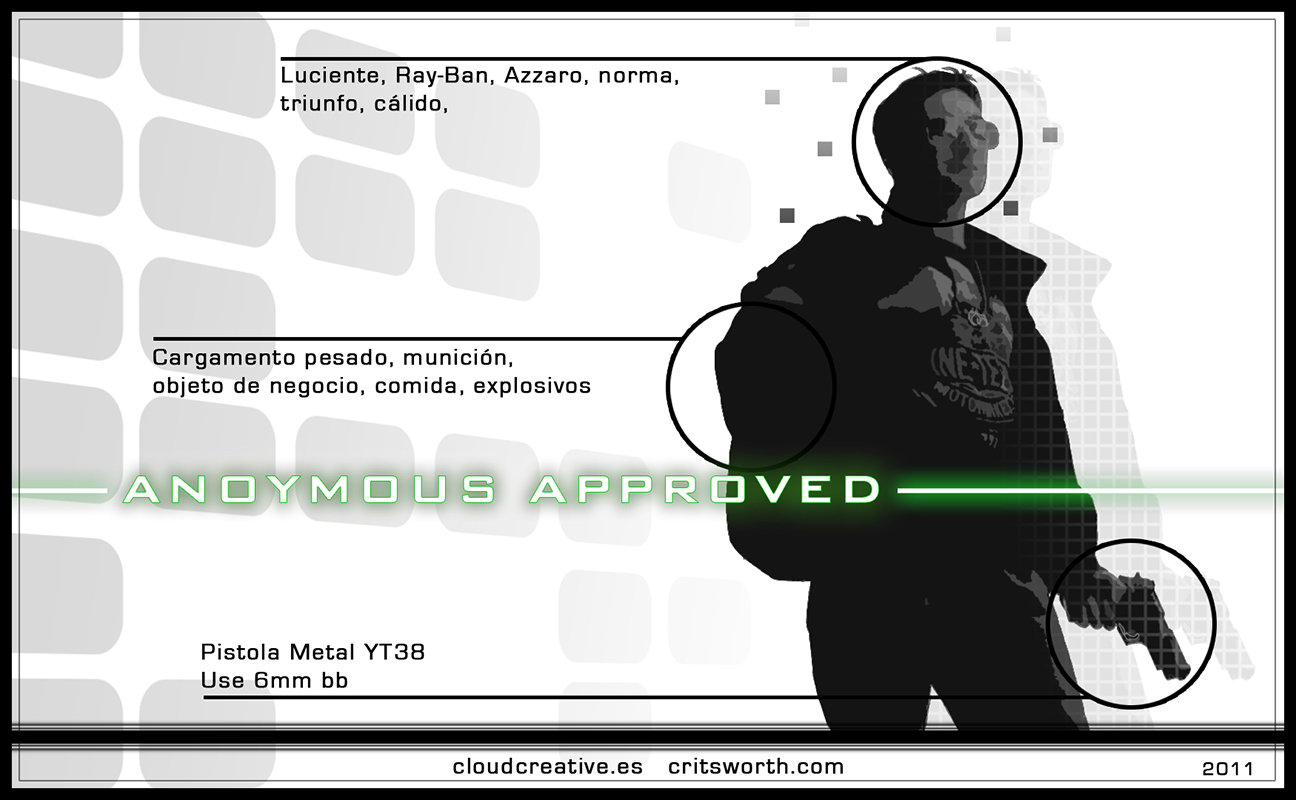 Luciente, Ray-Ban, Azzaro, norma,
triunfo, cálido,
Cargamento pesado, munición,
objeto de negocio, comida, explosivos
ANOYMOUS APPROVED
Pistola Metal YT38
Use 6mm bb
cloudcreative.es critsworth.com
2011